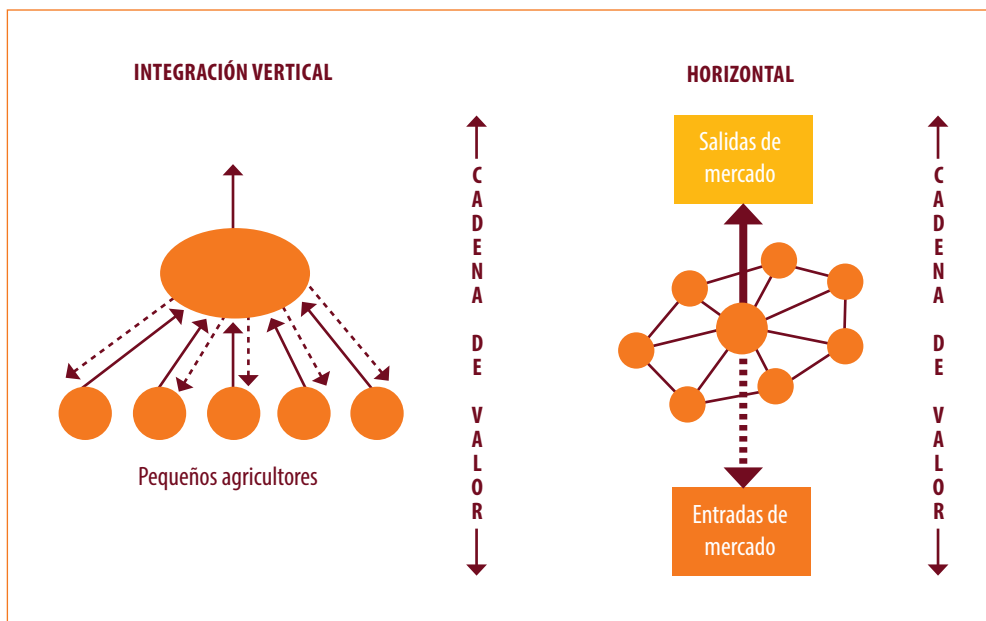 INTEGRACIÓN VERTICAL
Pequeños agricultores
CADENA DE VALOR
HORIZONTAL
Salidas de
mercado
Entradas de
mercado
CADENA DE VALOR